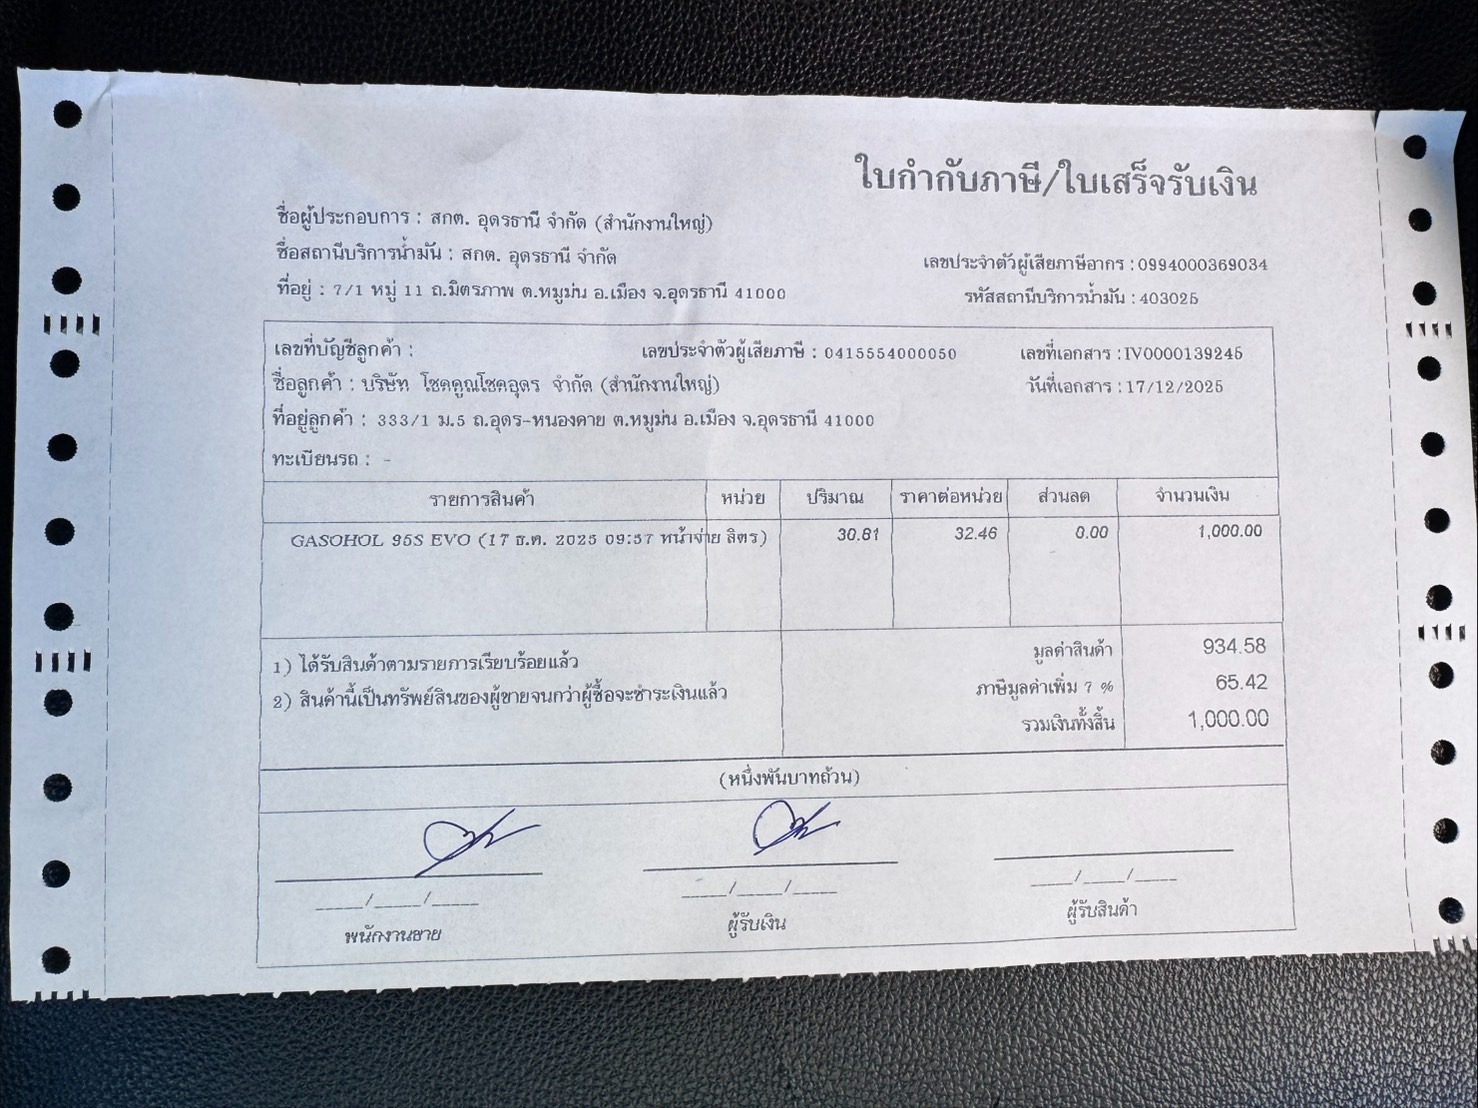 ใบกำกับภาษี/ใบเสร็จรับเงิน
ชื่อผู้ประกอบการ : สกต. อุดรธานี จำกัด (สำนักงานใหญ่)
ชื่อสถานีบริการน้ำมัน : สกต. อุดรธานี จำกัด
เลขประจำตัวผู้เสียภาษีอากร : 0994000369034
ที่อยู่ : 7/1 หมู่ 11 ถ.มิตรภาพ ต.หมูม่น อ.เมือง จ.อุดรธานี 41000
รหัสสถานีบริการน้ำมัน : 403025
เลขที่บัญชีลูกค้า : เลขประจำตัวผู้เสียภาษี : 0415554000050 เลขที่เอกสาร : IV0000139245
ชื่อลูกค้า : บริษัท โชคคูณโชคอุดร จำกัด (สำนักงานใหญ่) วันที่เอกสาร : 17/12/2025
ที่อยู่ลูกค้า : 333/1 ม.5 ถ.อุดร-หนองคาย ต.หมูม่น อ.เมือง จ.อุดรธานี 41000
ทะเบียนรถ : -
รายการสินค้า หน่วย ปริมาณ ราคาต่อหน่วย ส่วนลด จำนวนเงิน
GASOHOL 95S EVO (17 ธ.ค. 2025 09:57 หน้าจ่าย ลิตร) 30.81 32.46 0.00 1,000.00
1) ได้รับสินค้าตามรายการเรียบร้อยแล้ว
2) สินค้านี้เป็นทรัพย์สินของผู้ขายจนกว่าผู้ซื้อจะชำระเงินแล้ว
มูลค่าสินค้า 934.58
ภาษีมูลค่าเพิ่ม 7 % 65.42
รวมเงินทั้งสิ้น 1,000.00
(หนึ่งพันบาทถ้วน)
____/____/____ ____/____/____ ____/____/____
พนักงานขาย ผู้รับเงิน ผู้รับสินค้า